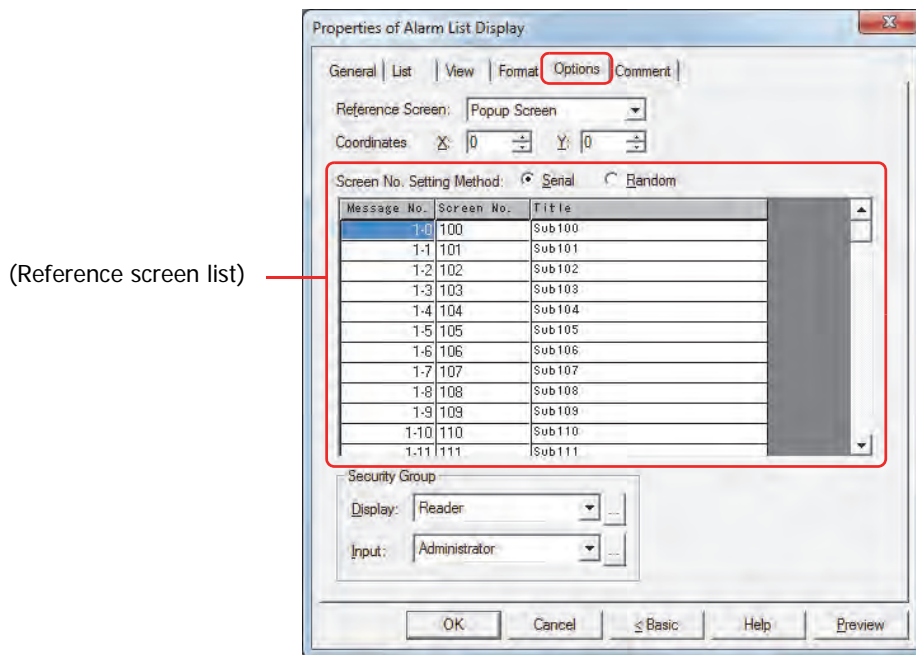 Properties of Alarm List Display
General List View Format Options Comment
Reference Screen: Popup Screen
Coordinates X: 0 Y: 0
Screen No. Setting Method: Serial Random
Message No. Screen No. Title
1-0 100 Sub100
1-1 101 Sub101
1-2 102 Sub102
(Reference screen list)
1-3 103 Sub103
1-4 104 Sub104
1-5 105 Sub105
1-6 106 Sub106
1-7 107 Sub107
1-8 108 Sub108
1-9 109 Sub109
1-10 110 Sub110
1-11 111 Sub111
Security Group
Display: Reader ...
Input: Administrator ...
OK Cancel < Basic Help Preview